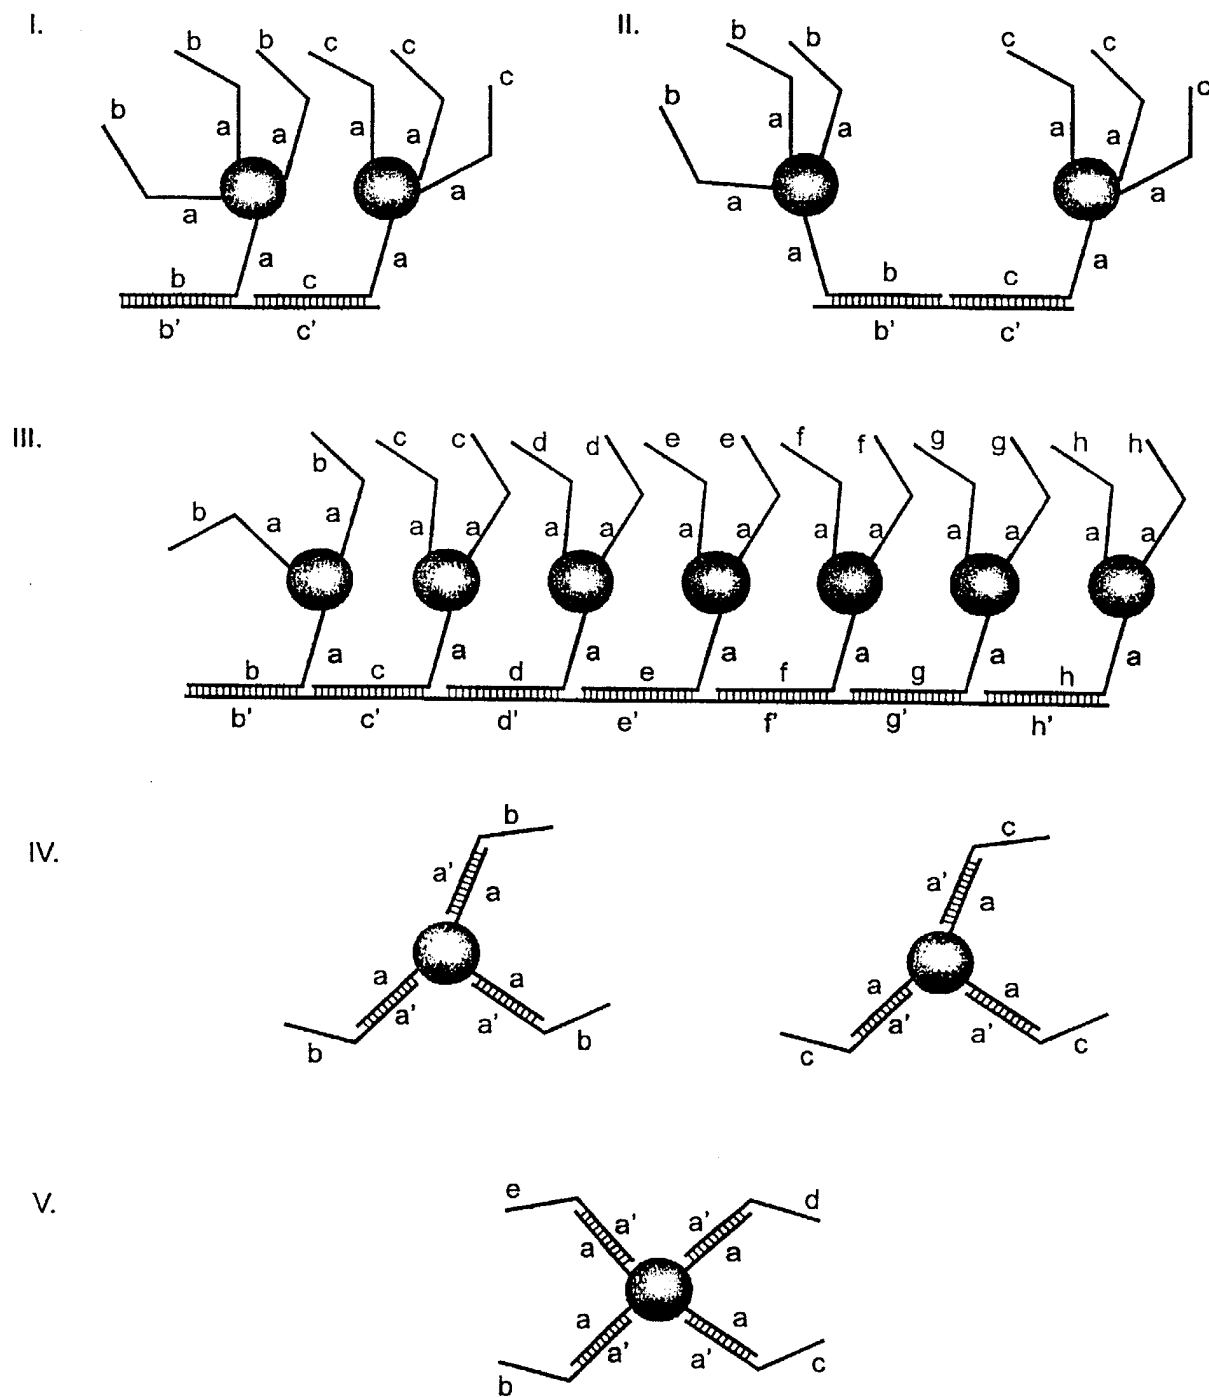 I. II.
b b c c c b b b c c c
b
a a a a a a a a a a
a a a a
b c b c
b' c' b' c'
III.
b b c c d d e e f f g g h h
a a a a a a a a a a a a a a
a a a a a a a
b c d e f g h
b' c' d' e' f' g' h'
IV.
b c
a' a a' a
a a a a
a' a' a' a'
b b c c
V.
e d
a' a'
a a
a a
a' a'
b c